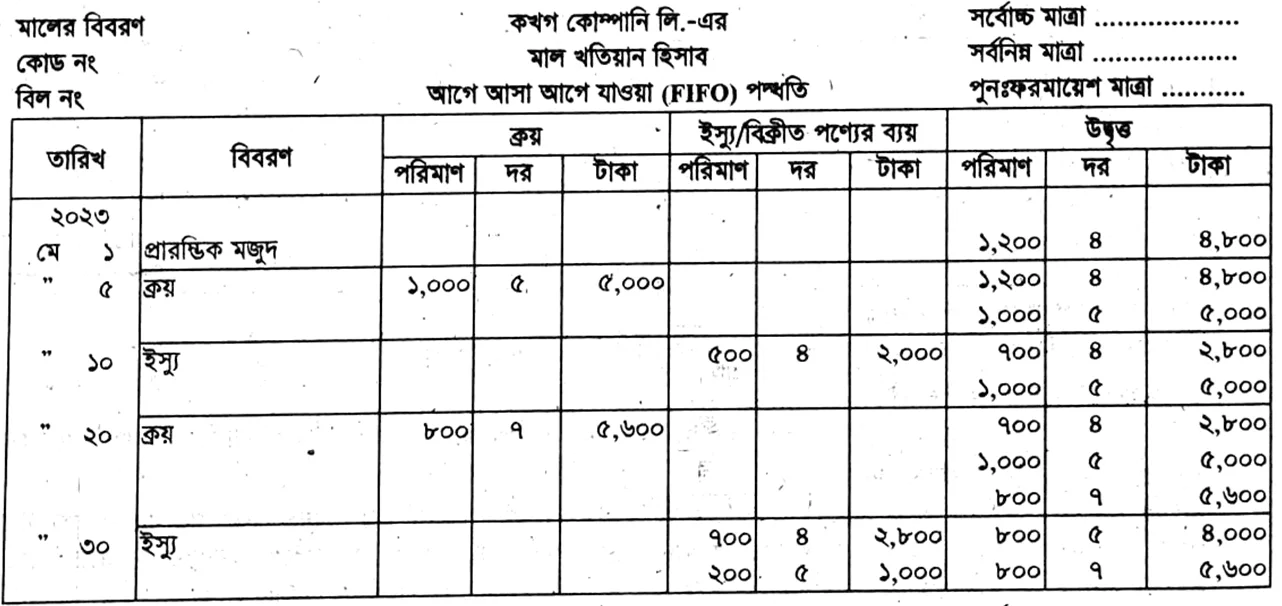 মালের বিবরণ
কোড নং
বিল নং
কখগ কোম্পানি লি.-এর
মাল খতিয়ান হিসাব
আগে আসা আগে যাওয়া (FIFO) পদ্ধতি
সর্বোচ্চ মাত্রা ....................
সর্বনিম্ন মাত্রা ....................
পুনঃফরমায়েশ মাত্রা ...........
তারিখ বিবরণ ক্রয় ইস্যু/বিক্রীত পণ্যের ব্যয় উদ্বৃত্ত
পরিমাণ দর টাকা পরিমাণ দর টাকা পরিমাণ দর টাকা
২০২৩
মে ১ প্রারম্ভিক মজুদ ১,২০০ ৪ ৪,৮০০
" ৫ ক্রয় ১,০০০ ৫ ৫,০০০ ১,২০০ ৪ ৪,৮০০
১,০০০ ৫ ৫,০০০
" ১০ ইস্যু ৫০০ ৪ ২,০০০ ৭০০ ৪ ২,৮০০
১,০০০ ৫ ৫,০০০
" ২০ ক্রয় ৮০০ ৭ ৫,৬০০ ৭০০ ৪ ২,৮০০
১,০০০ ৫ ৫,০০০
৮০০ ৭ ৫,৬০০
" ৩০ ইস্যু ৭০০ ৪ ২,৮০০ ৮০০ ৫ ৪,০০০
২০০ ৫ ১,০০০ ৮০০ ৭ ৫,৬০০